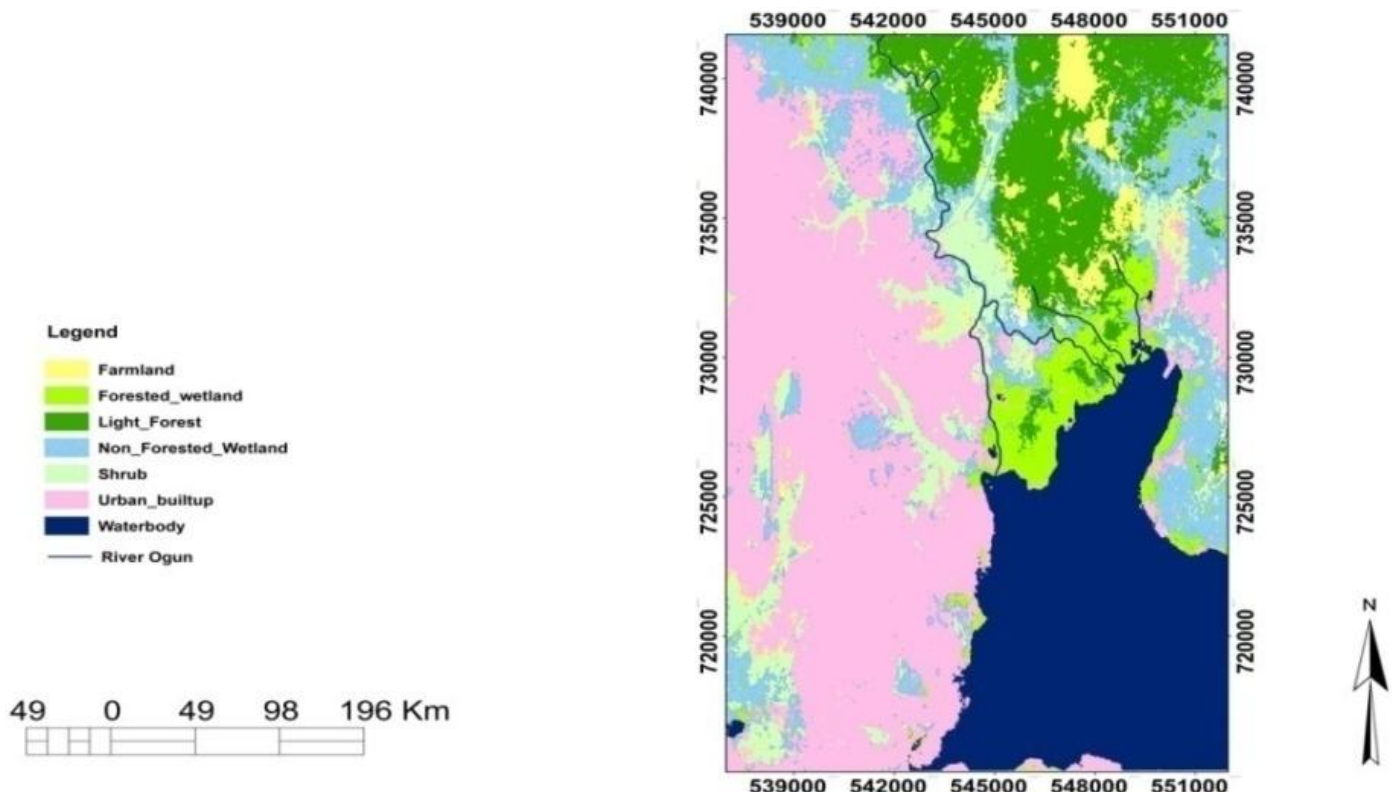 539000 542000 545000 548000 551000
740000 740000
735000 735000
730000 730000
725000 725000
720000 720000
Legend
Farmland
Forested_wetland
Light_Forest
Non_Forested_Wetland
Shrub
Urban_builtup
Waterbody
River Ogun
N
49 0 49 98 196 Km
539000 542000 545000 548000 551000